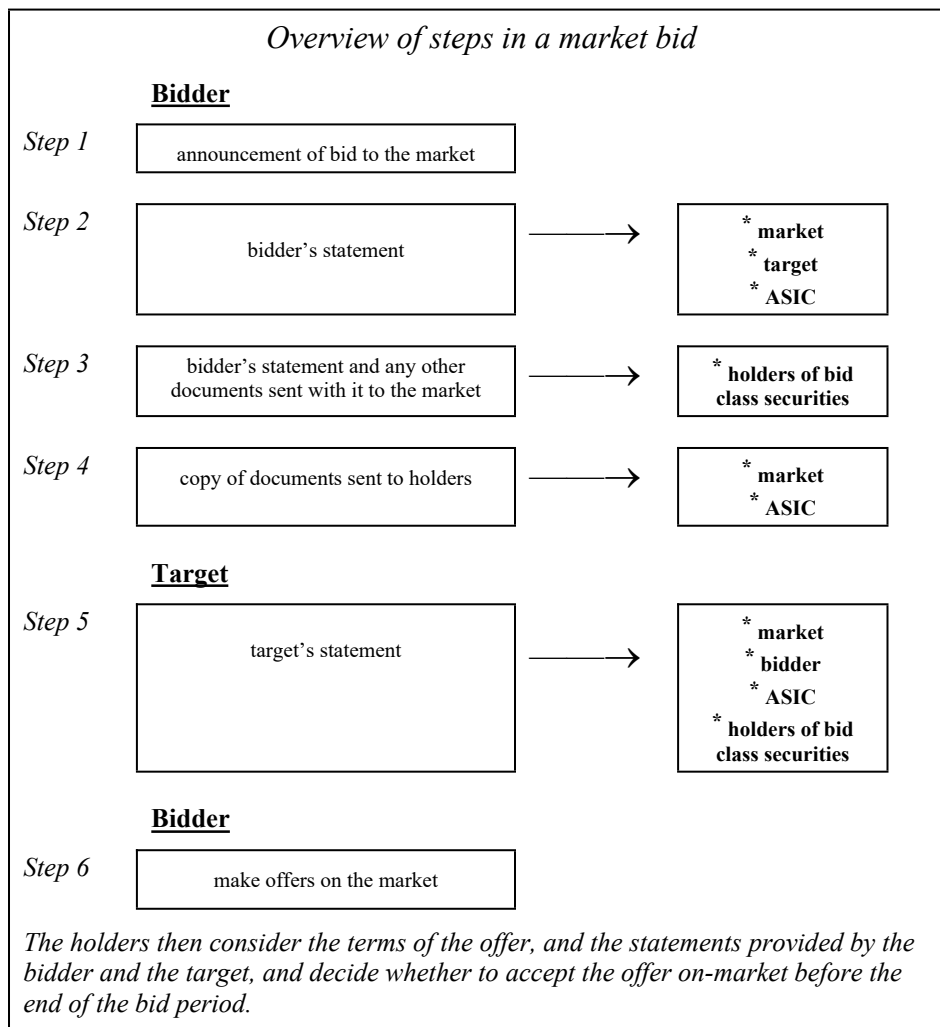 Overview of steps in a market bid
Bidder
Step 1
announcement of bid to the market
Step 2
bidder’s statement
* market
* target
* ASIC
Step 3
bidder’s statement and any other
documents sent with it to the market
* holders of bid
class securities
Step 4
copy of documents sent to holders
* market
* ASIC
Target
Step 5
target’s statement
* market
* bidder
* ASIC
* holders of bid
class securities
Bidder
Step 6
make offers on the market
The holders then consider the terms of the offer, and the statements provided by the
bidder and the target, and decide whether to accept the offer on-market before the
end of the bid period.